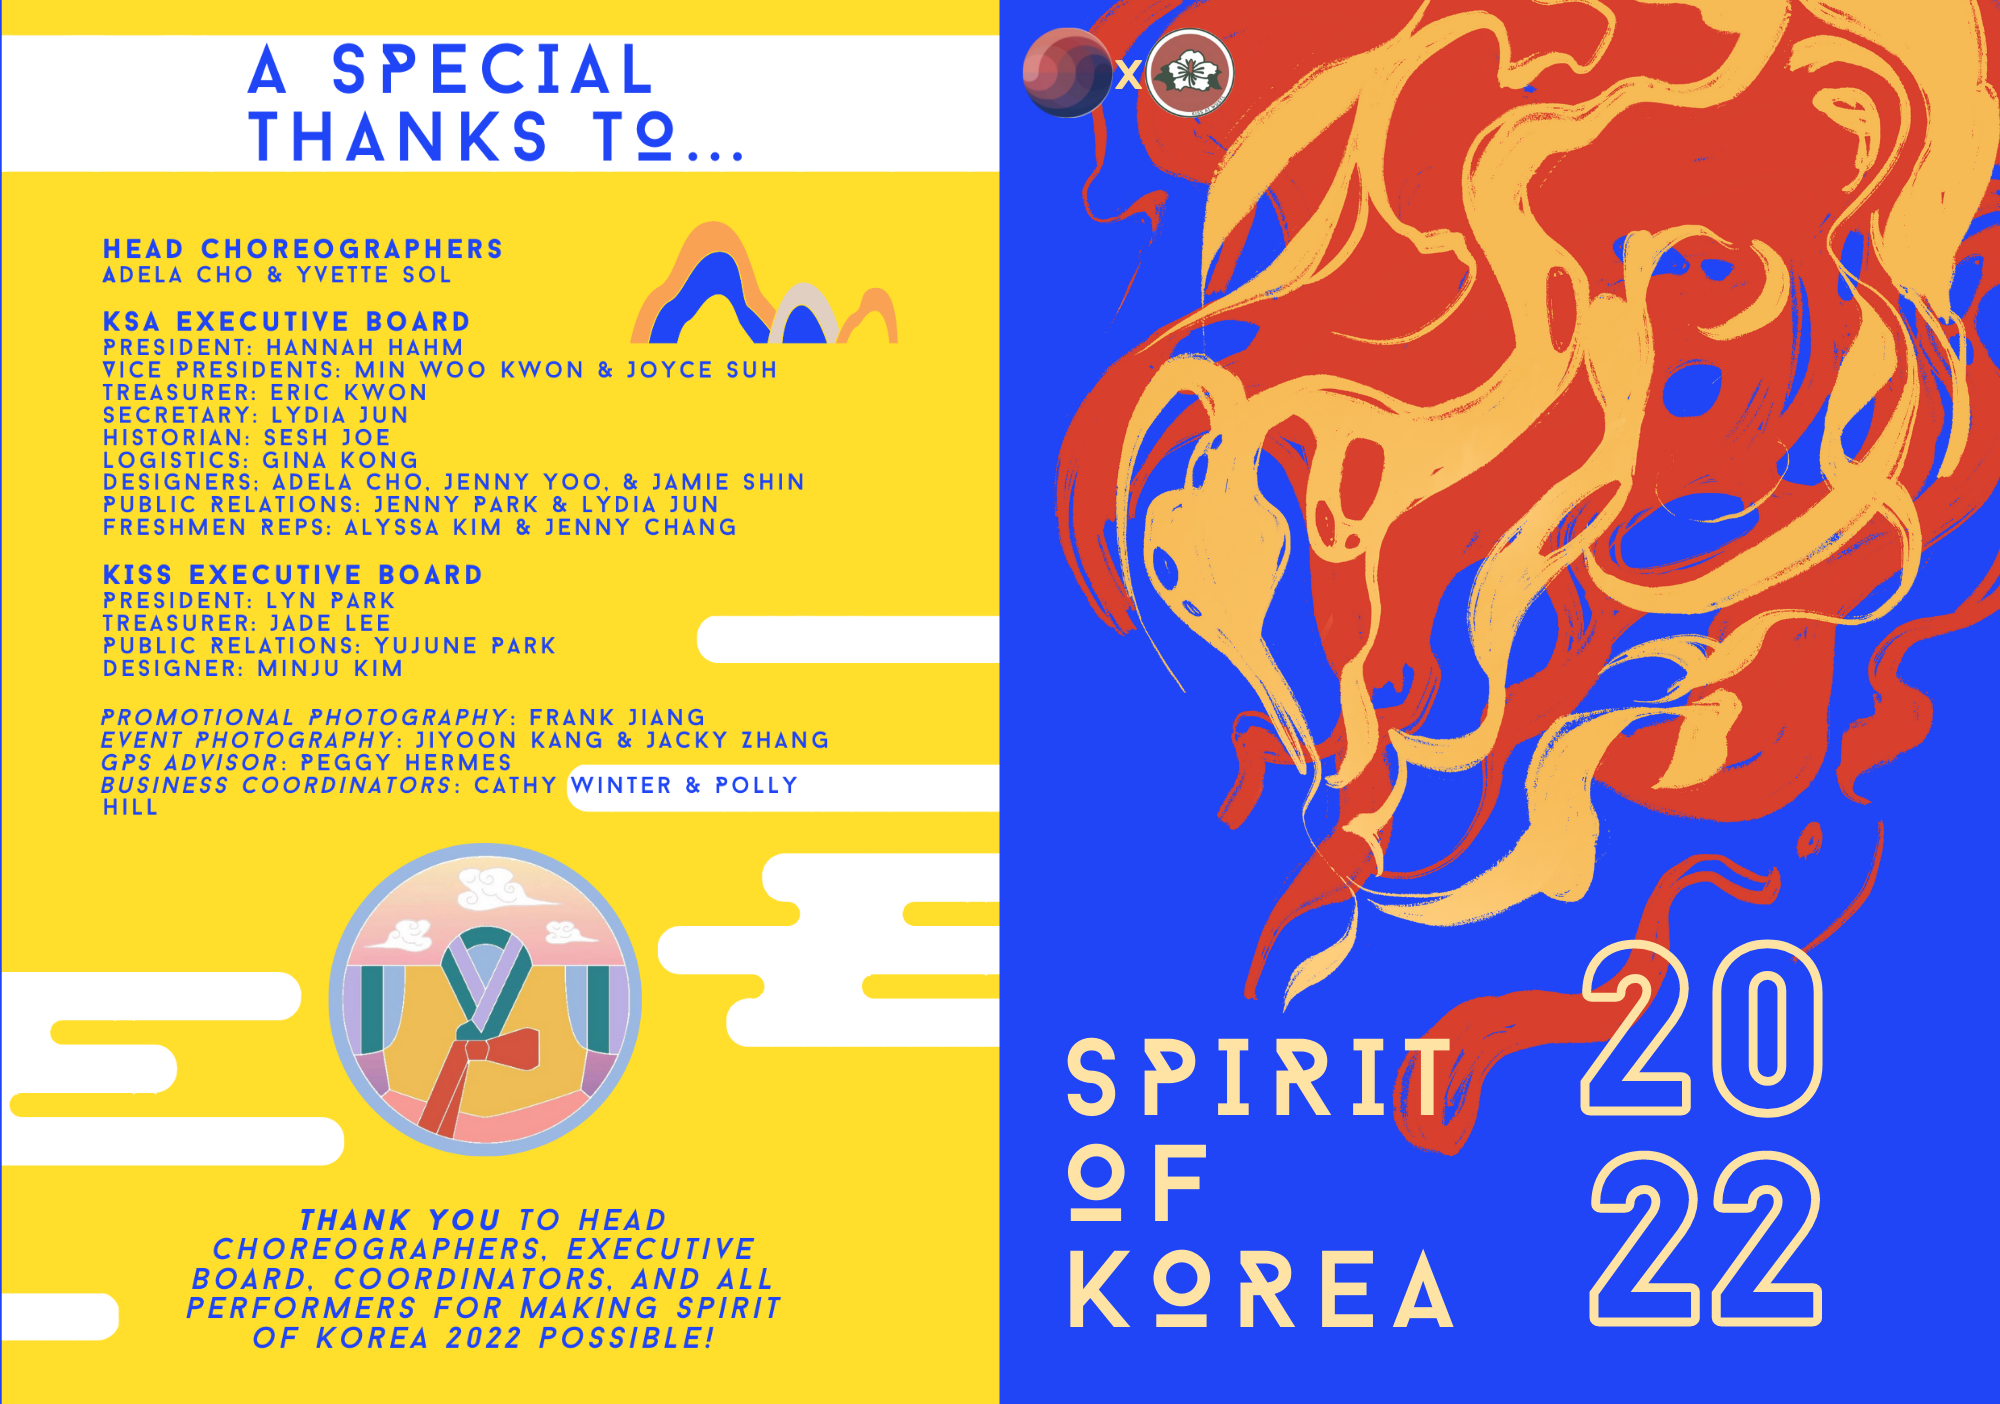 A SPECIAL
THANKS TO...
HEAD CHOREOGRAPHERS
ADELA CHO & YVETTE SOL
KSA EXECUTIVE BOARD
PRESIDENT: HANNAH HAHM
VICE PRESIDENTS: MIN WOO KWON & JOYCE SUH
TREASURER: ERIC KWON
SECRETARY: LYDIA JUN
HISTORIAN: SESH JOE
LOGISTICS: GINA KONG
DESIGNERS: ADELA CHO, JENNY YOO, & JAMIE SHIN
PUBLIC RELATIONS: JENNY PARK & LYDIA JUN
FRESHMEN REPS: ALYSSA KIM & JENNY CHANG
KISS EXECUTIVE BOARD
PRESIDENT: LYN PARK
TREASURER: JADE LEE
PUBLIC RELATIONS: YUJUNE PARK
DESIGNER: MINJU KIM
PROMOTIONAL PHOTOGRAPHY: FRANK JIANG
EVENT PHOTOGRAPHY: JIYOON KANG & JACKY ZHANG
GPS ADVISOR: PEGGY HERMES
BUSINESS COORDINATORS: CATHY WINTER & POLLY
HILL
THANK YOU TO HEAD
CHOREOGRAPHERS, EXECUTIVE
BOARD, COORDINATORS, AND ALL
PERFORMERS FOR MAKING SPIRIT
OF KOREA 2022 POSSIBLE!
X
SPIRIT
OF
KOREA
20
22